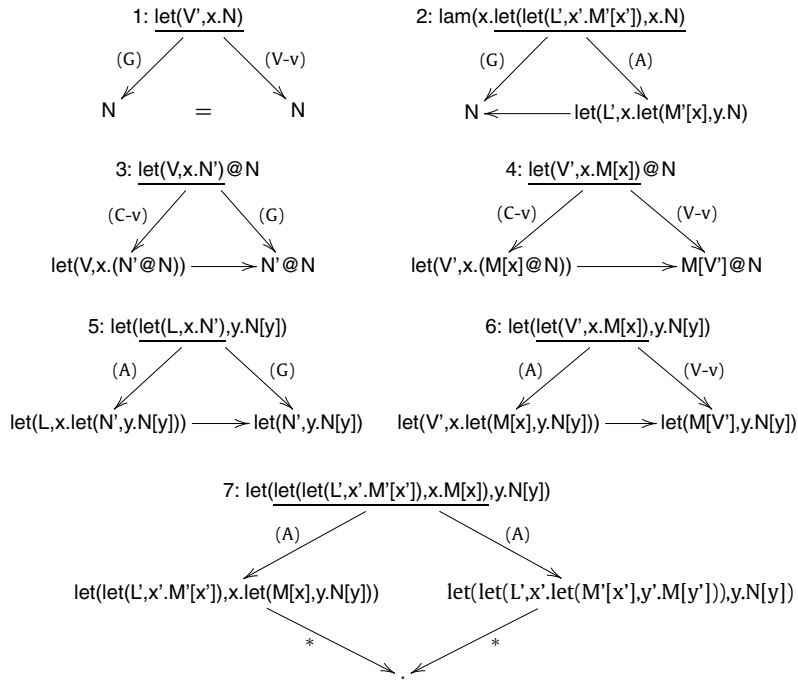 1: let(V',x.N)
2: lam(x.let(let(L',x'.M'[x']),x.N)
(G)
(V-v)
(G)
(A)
N
=
N
N
let(L',x.let(M'[x],y.N)
3: let(V,x.N')@N
4: let(V',x.M[x])@N
(C-v)
(G)
(C-v)
(V-v)
let(V,x.(N'@N))
N'@N
let(V',x.(M[x]@N))
M[V']@N
5: let(let(L,x.N'),y.N[y])
6: let(let(V',x.M[x]),y.N[y])
(A)
(G)
(A)
(V-v)
let(L,x.let(N',y.N[y]))
let(N',y.N[y])
let(V',x.let(M[x],y.N[y]))
let(M[V'],y.N[y])
7: let(let(let(L',x'.M'[x']),x.M[x]),y.N[y])
(A)
(A)
let(let(L',x'.M'[x']),x.let(M[x],y.N[y]))
let(let(L',x'.let(M'[x'],y'.M[y'])),y.N[y])
*
*
.